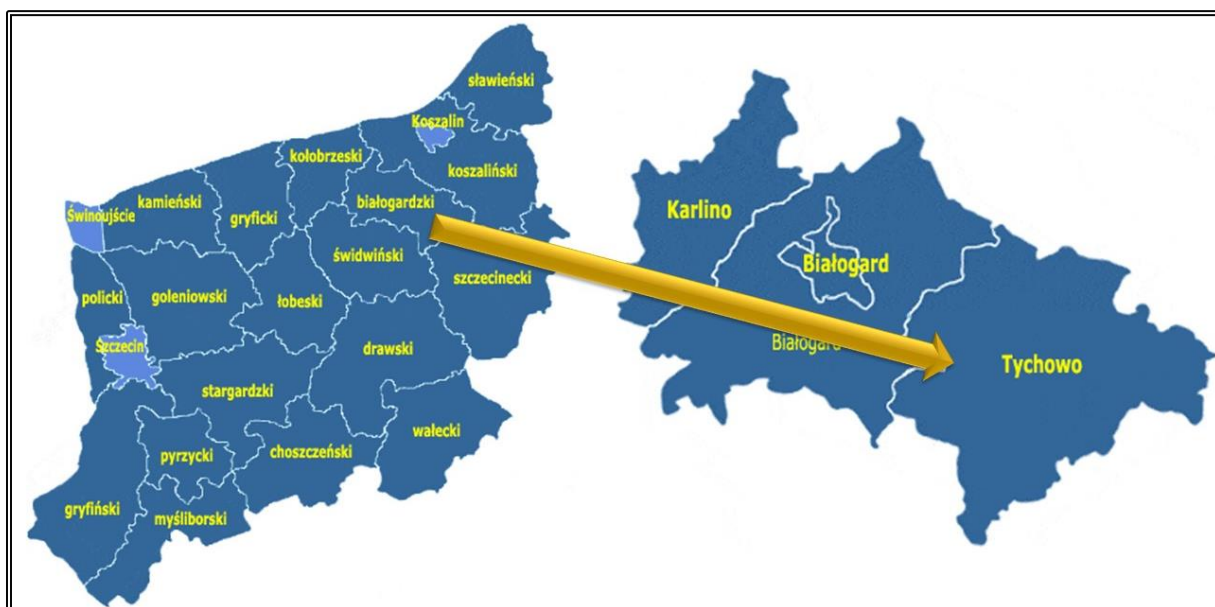 sławieński
Koszalin
kołobrzeski
koszaliński
kamieński
białogardzki
Świnoujście
gryficki
świdwiński
szczecinecki
policki
goleniowski
łobeski
Szczecin
drawski
stargardzki
wałecki
pyrzycki
choszczeński
gryfiński
myśliborski
Karlino
Białogard
Białogard
Tychowo